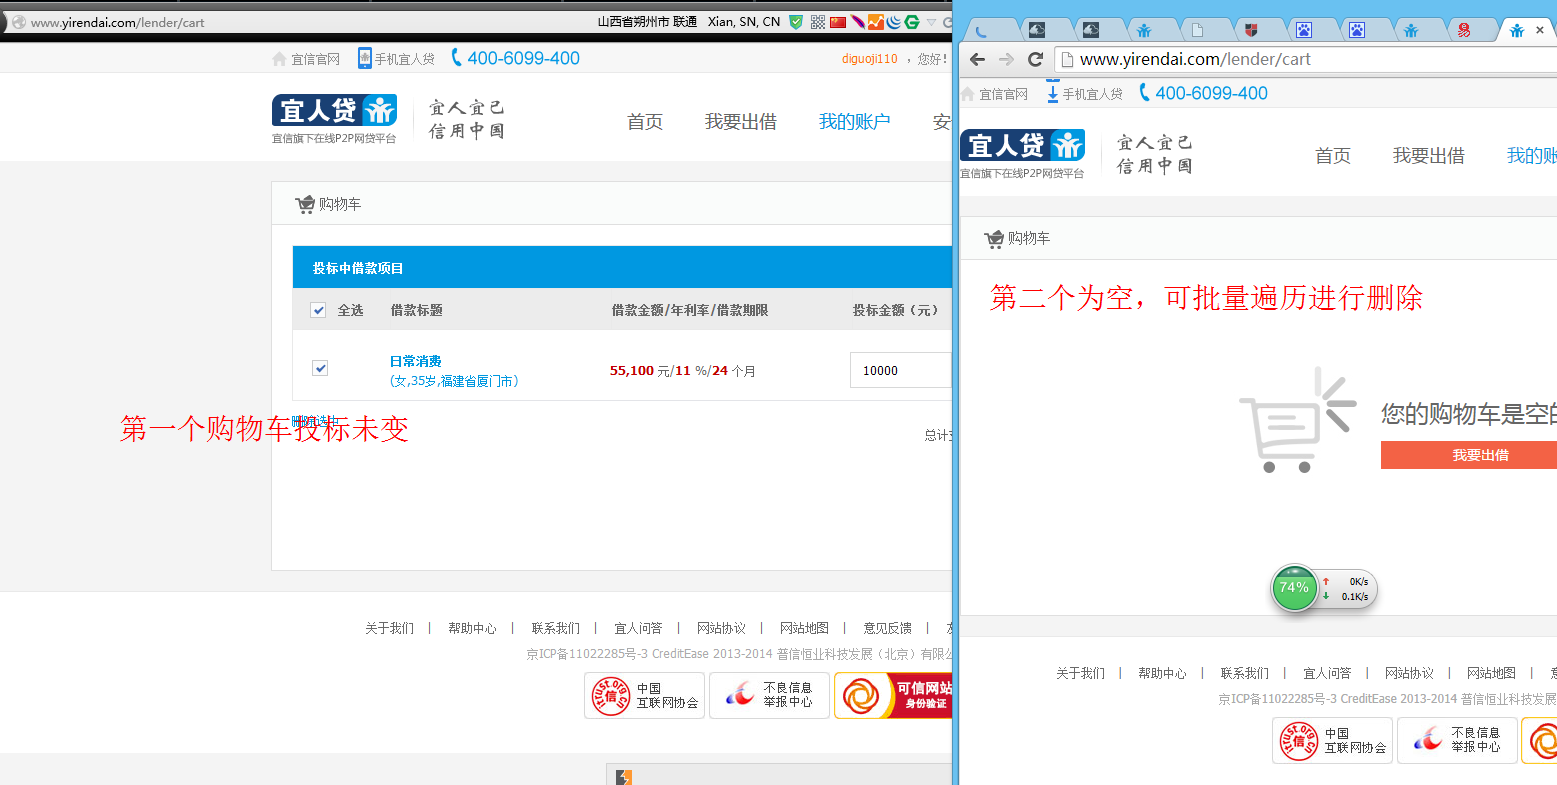 www.yirendai.com/lender/cart
山西省朔州市 联通 Xian, SN, CN
宜信官网 手机宜人贷 400-6099-400
diguoji110 ，您好！
宜人贷
宜信旗下在线P2P网贷平台
宜人宜己
信用中国
首页 我要出借 我的账户 安
购物车
投标中借款项目
全选 借款标题 借款金额/年利率/借款期限 投标金额（元）
日常消费
(女,35岁,福建省厦门市)
55,100 元/11 %/24 个月
10000
删除选中
第一个购物车投标未变
总计
关于我们 | 帮助中心 | 联系我们 | 宜人问答 | 网站协议 | 网站地图 | 意见反馈 |
京ICP备11022285号-3 CreditEase 2013-2014 普信恒业科技发展（北京）有限公
itrust.org.cn
信
中国
互联网协会
不良信息
举报中心
可信网站
身份验证
www.yirendai.com/lender/cart
宜信官网 手机宜人贷 400-6099-400
宜人贷
宜信旗下在线P2P网贷平台
宜人宜己
信用中国
首页 我要出借 我的账
购物车
第二个为空，可批量遍历进行删除
您的购物车是空的
我要出借
74%
0K/s
0.1K/s
关于我们 | 帮助中心 | 联系我们 | 宜人问答 | 网站协议 | 网站地图 |
京ICP备11022285号-3 CreditEase 2013-2014 普信恒业科技发展
itrust.org.cn
信
中国
互联网协会
不良信息
举报中心